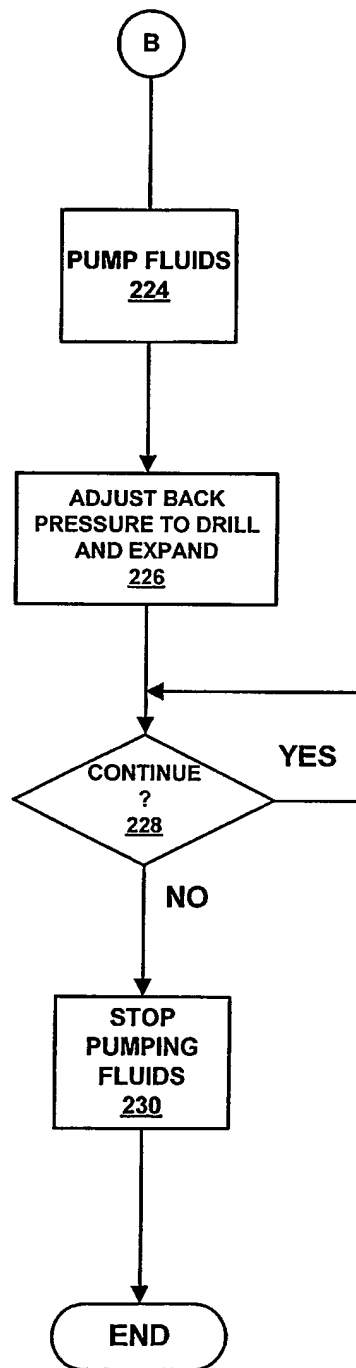 B
PUMP FLUIDS
224
ADJUST BACK
PRESSURE TO DRILL
AND EXPAND
226
CONTINUE
?
228
YES
NO
STOP
PUMPING
FLUIDS
230
END